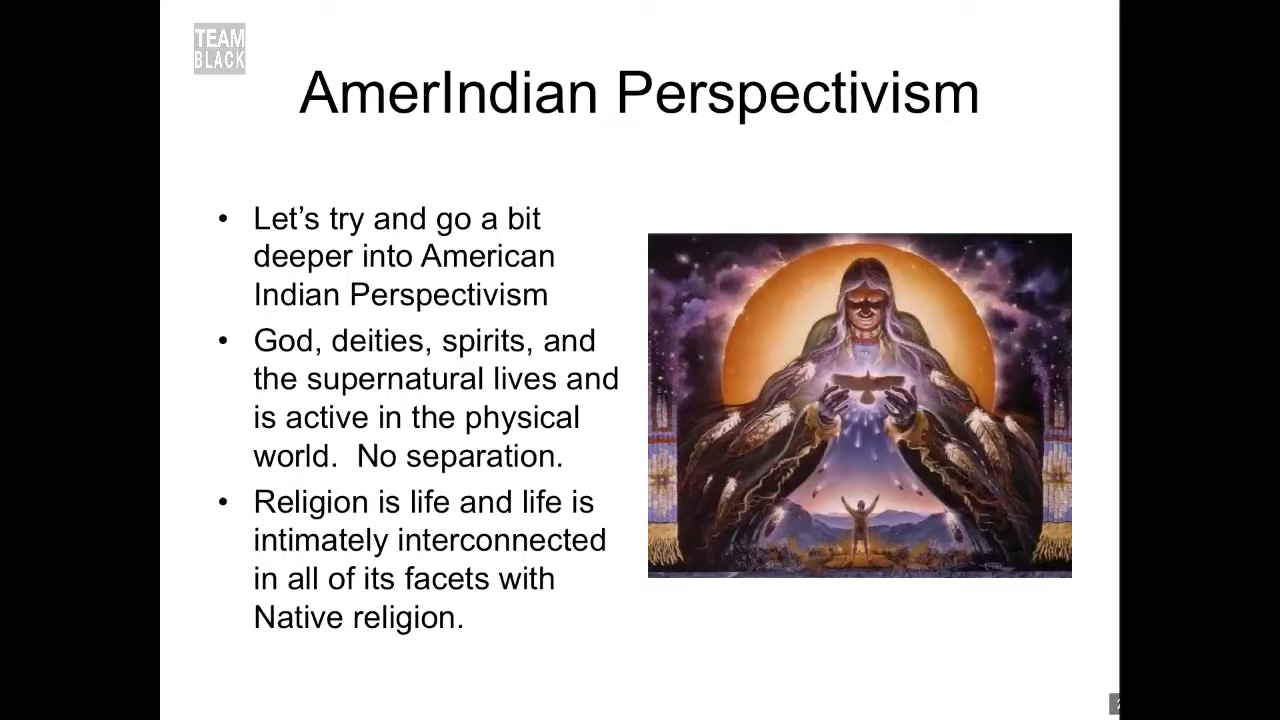 TEAM
BLACK
AmerIndian Perspectivism
• Let’s try and go a bit
deeper into American
Indian Perspectivism
• God, deities, spirits, and
the supernatural lives and
is active in the physical
world.  No separation.
• Religion is life and life is
intimately interconnected
in all of its facets with
Native religion.